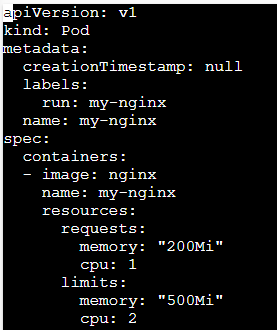 apiVersion: v1
kind: Pod
metadata:
  creationTimestamp: null
  labels:
    run: my-nginx
  name: my-nginx
spec:
  containers:
  - image: nginx
    name: my-nginx
    resources:
      requests:
        memory: "200Mi"
        cpu: 1
      limits:
        memory: "500Mi"
        cpu: 2